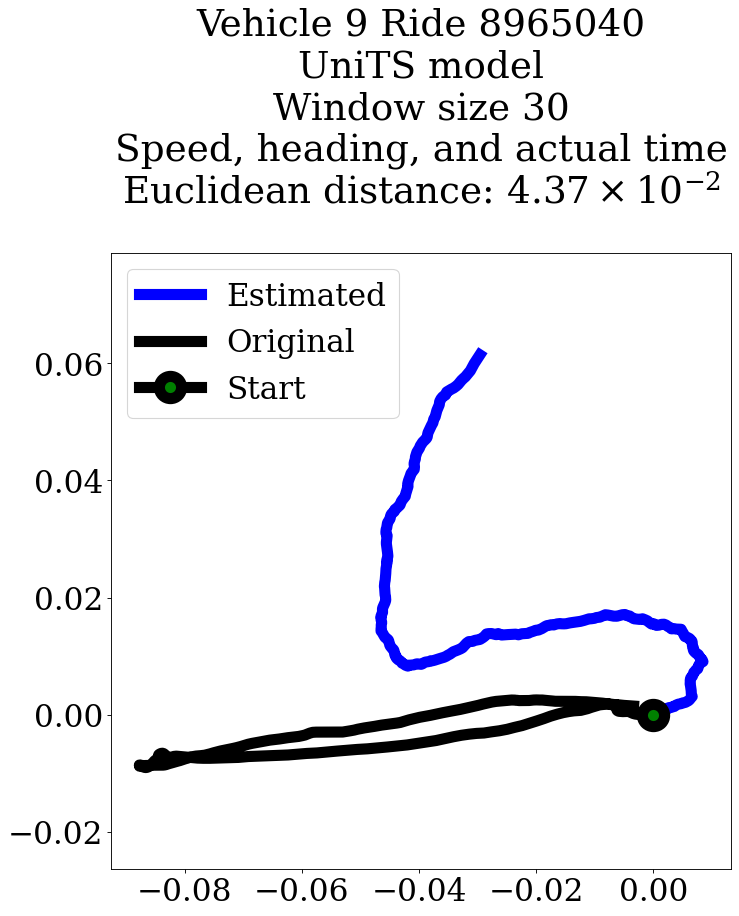 Vehicle 9 Ride 8965040
UniTS model
Window size 30
Speed, heading, and actual time
Euclidean distance: 4.37 × 10⁻²
Estimated
Original
Start
0.06
0.04
0.02
0.00
−0.02
−0.08 −0.06 −0.04 −0.02 0.00